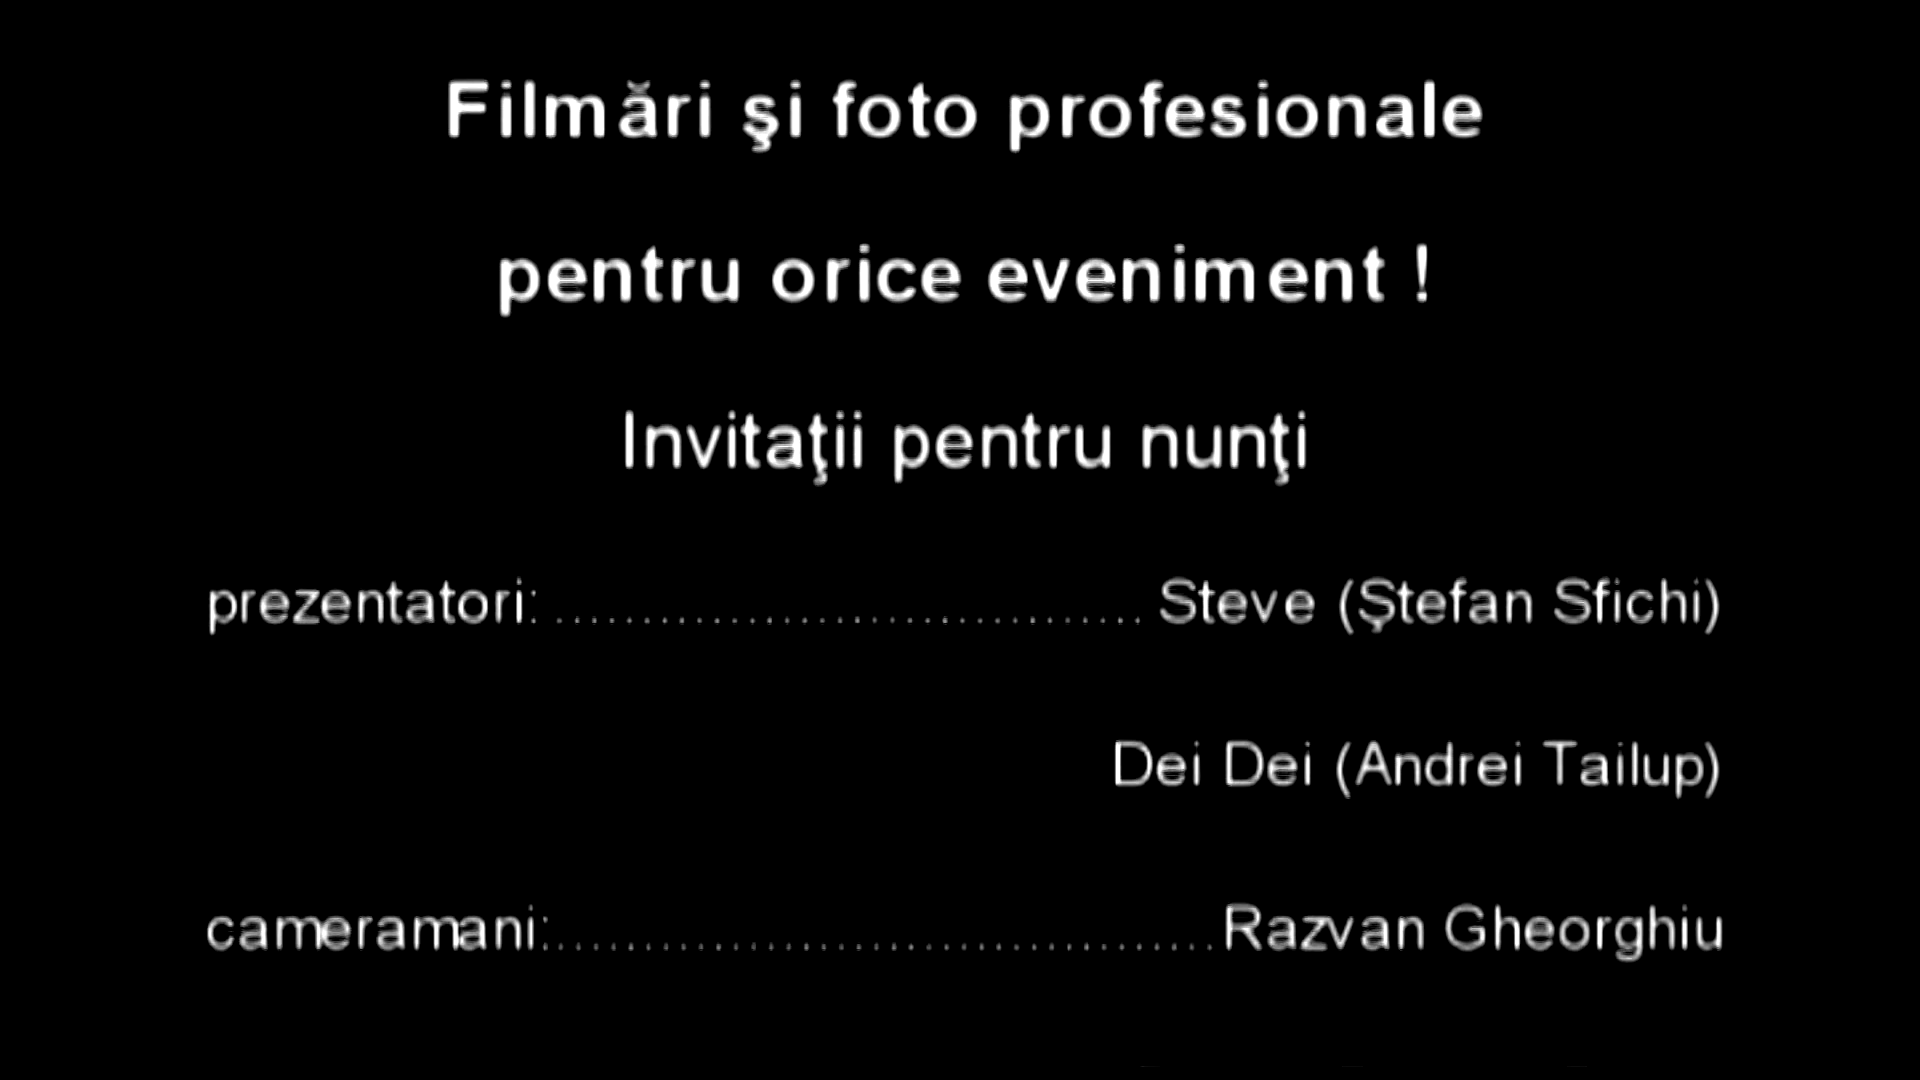 Filmări şi foto profesionale
pentru orice eveniment !
Invitaţii pentru nunţi
prezentatori: .................................. Steve (Ştefan Sfichi)
Dei Dei (Andrei Tailup)
cameramani:......................................Razvan Gheorghiu